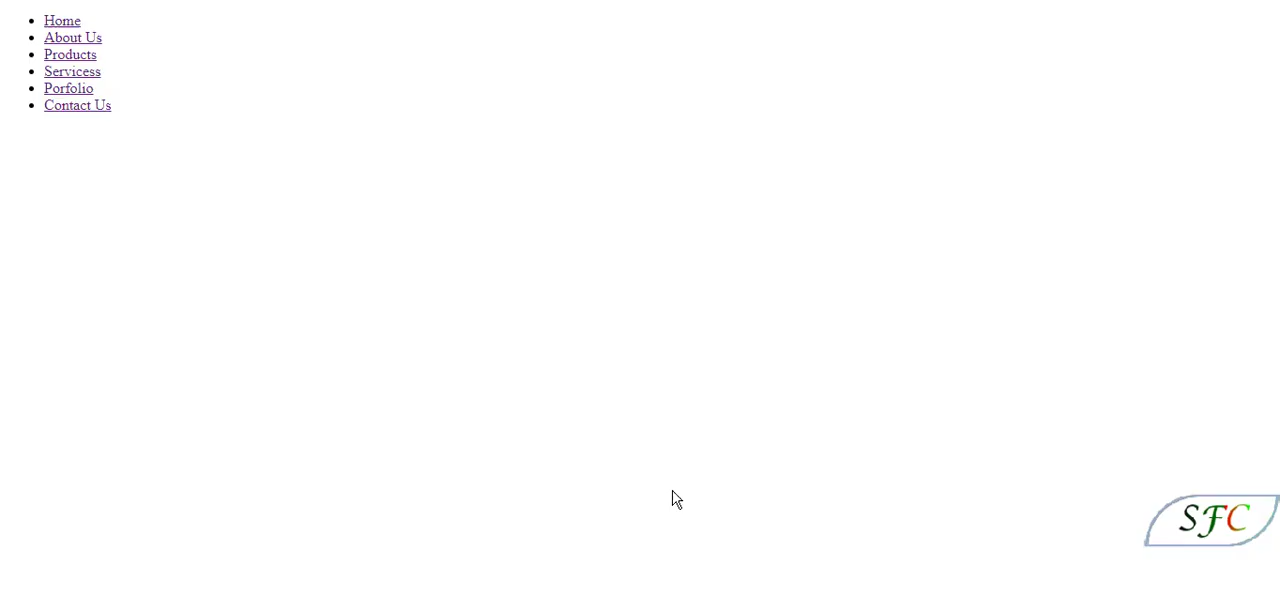 Home
About Us
Products
Servicess
Porfolio
Contact Us
SFC